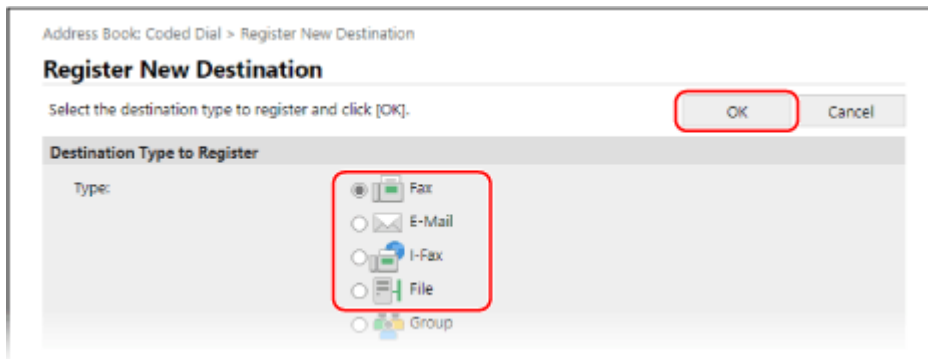 Address Book: Coded Dial > Register New Destination
Register New Destination
Select the destination type to register and click [OK].
OK
Cancel
Destination Type to Register
Type:
Fax
E-Mail
I-Fax
File
Group